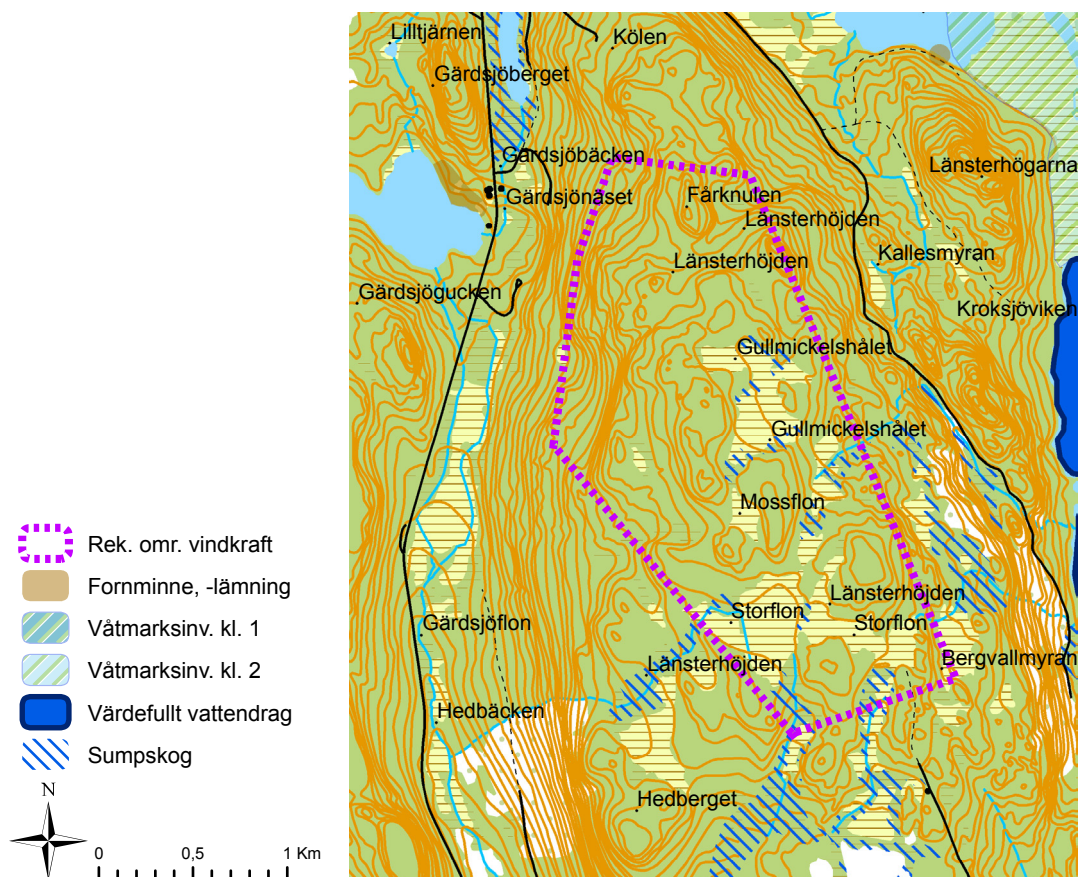 Lilltjärnen
Kölen
Gärdsjöberget
Gärdsjöbäcken
Länsterhögarna
Gärdsjönäset
Fårknulen
Länsterhöjden
Kallesmyran
Länsterhöjden
Gärdsjögucken
Kroksjöviken
Gullmickelshålet
Gullmickelshålet
Mossflon
Länsterhöjden
Storflon
Storflon
Gärdsjöflon
Länsterhöjden
Bergvallmyran
Hedbäcken
Hedberget
Rek. omr. vindkraft
Fornminne, -lämning
Våtmarksinv. kl. 1
Våtmarksinv. kl. 2
Värdefullt vattendrag
Sumpskog
N
0 0,5 1 Km